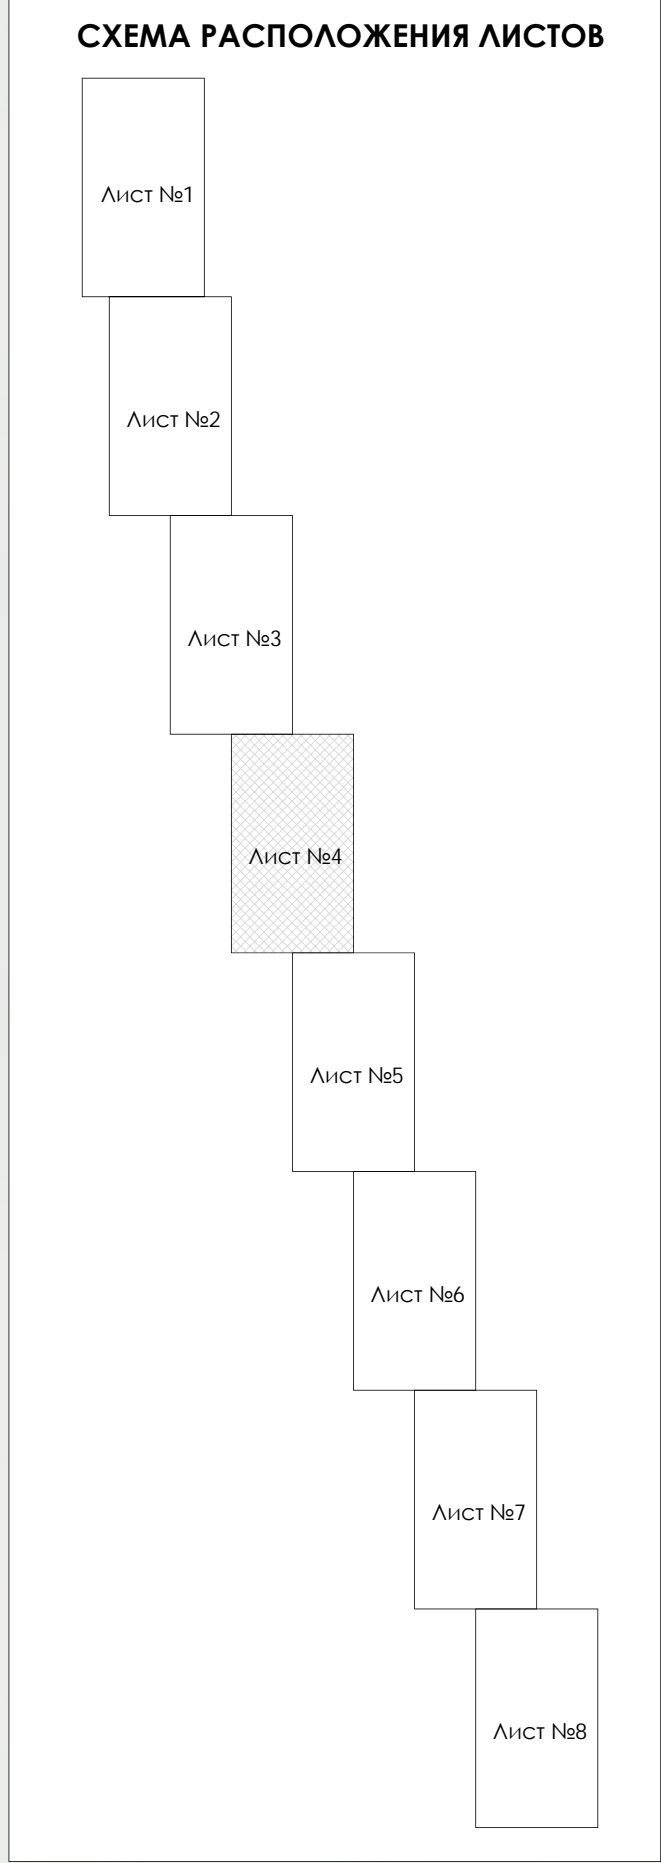 СХЕМА РАСПОЛОЖЕНИЯ ЛИСТОВ
Лист №1
Лист №2
Лист №3
Лист №4
Лист №5
Лист №6
Лист №7
Лист №8